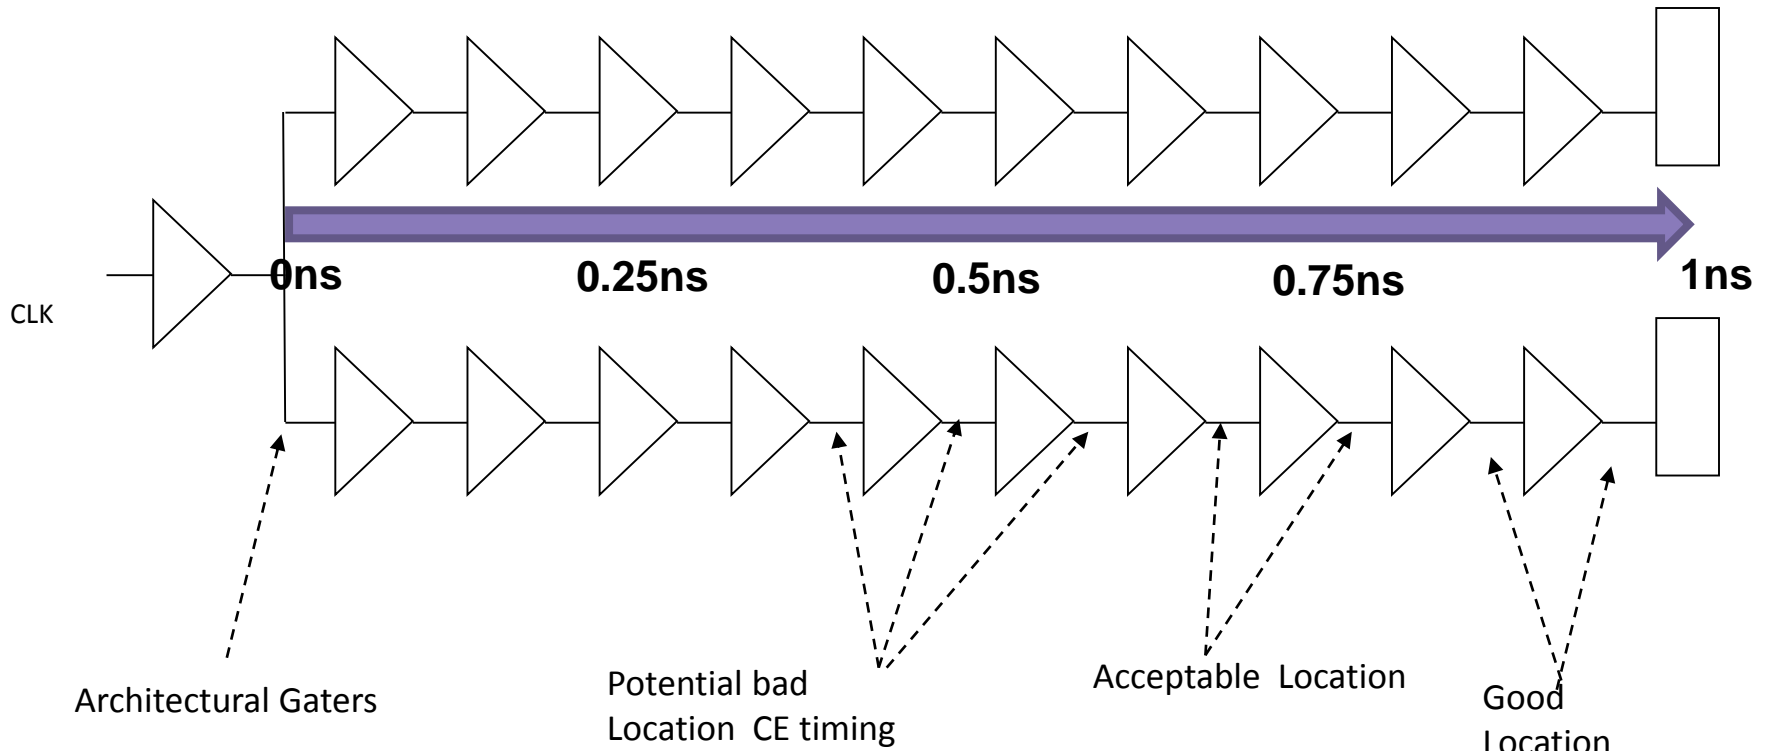 0ns
0.25ns
0.5ns
0.75ns
1ns
CLK
Architectural Gaters
Potential bad
Location CE timing
Acceptable Location
Good
Location